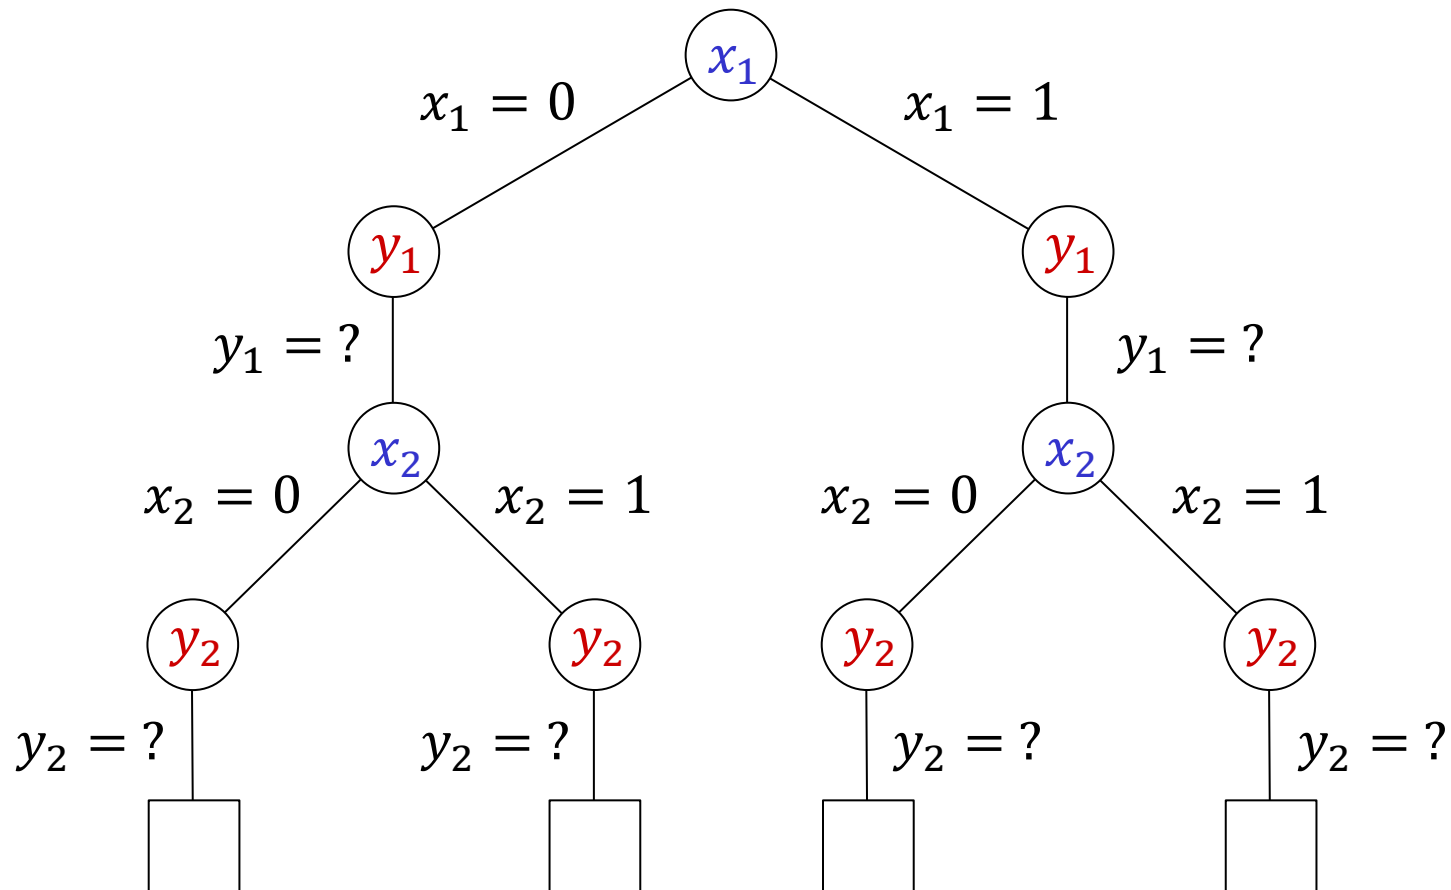 x₁
x₁ = 0
x₁ = 1
y₁
y₁
y₁ = ?
y₁ = ?
x₂
x₂
x₂ = 0
x₂ = 1
x₂ = 0
x₂ = 1
y₂
y₂
y₂
y₂
y₂ = ?
y₂ = ?
y₂ = ?
y₂ = ?